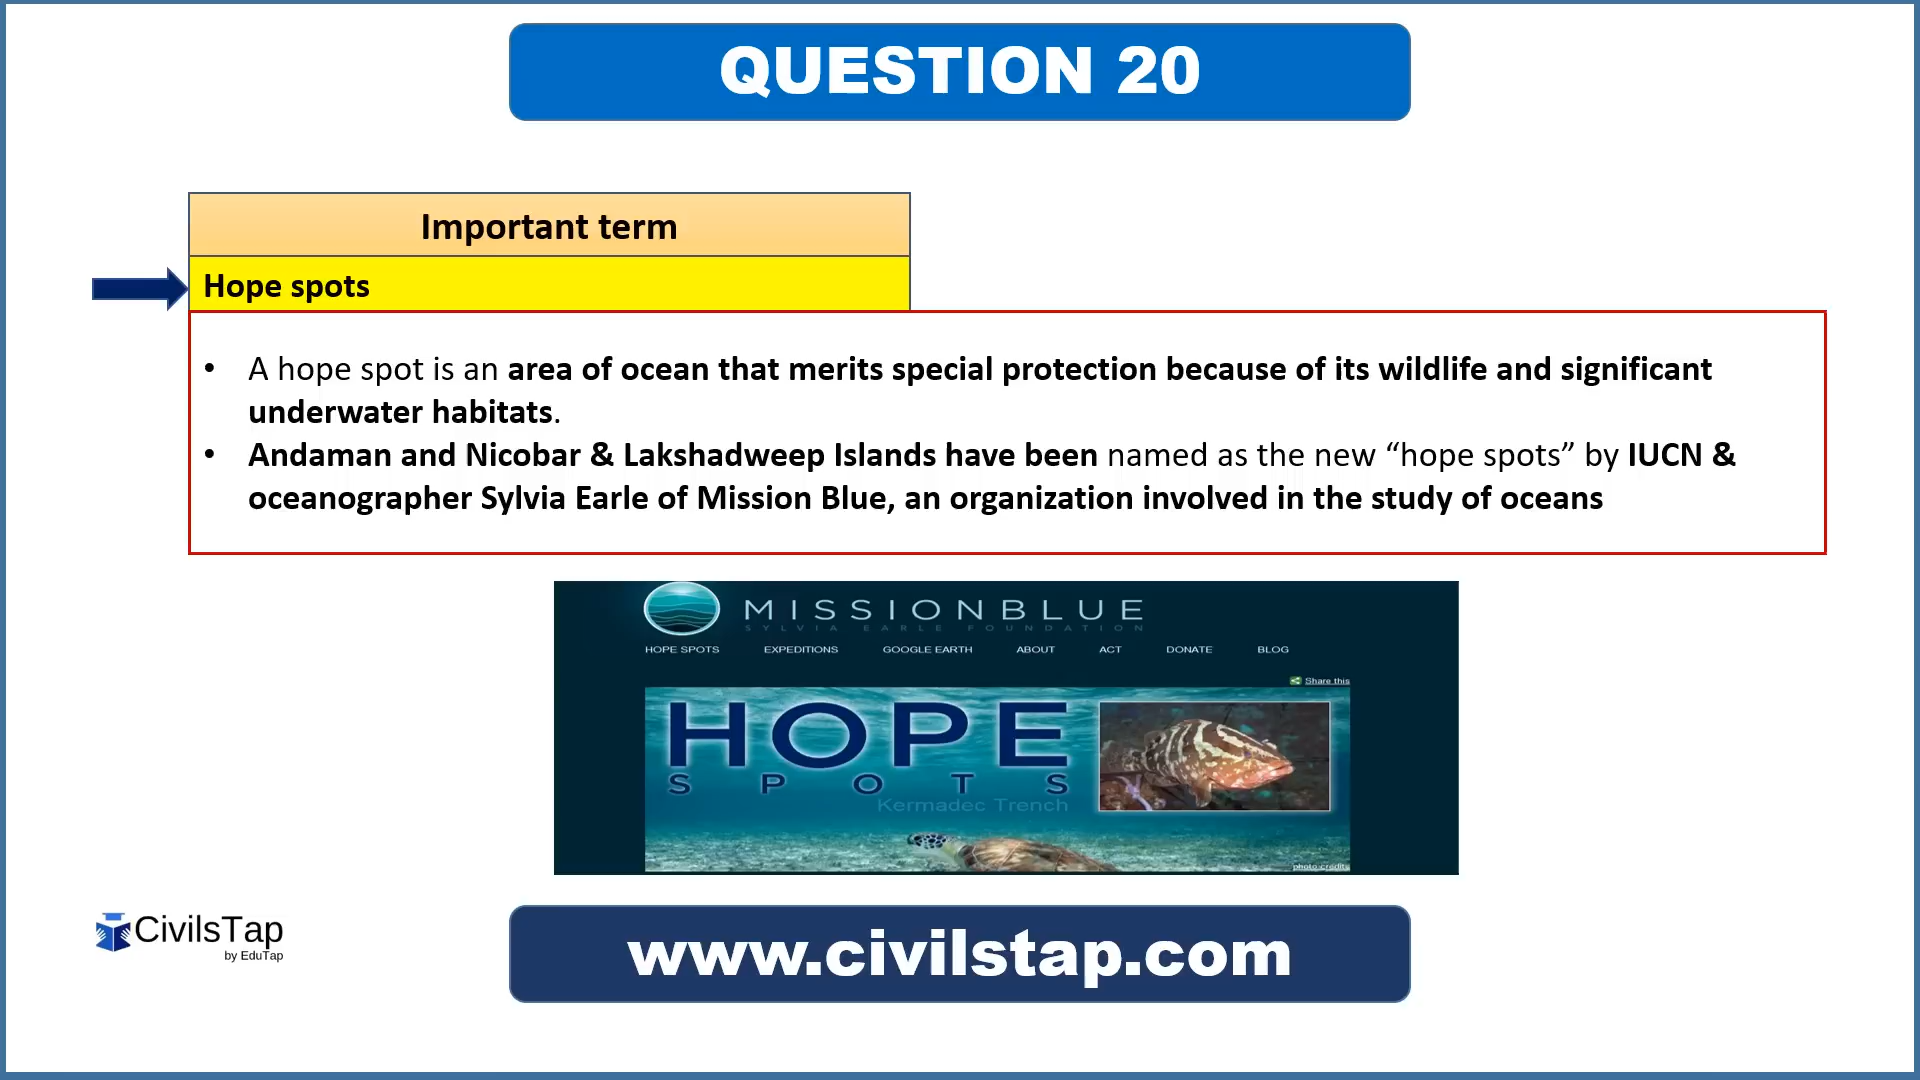 QUESTION 20
Important term
Hope spots
• A hope spot is an area of ocean that merits special protection because of its wildlife and significant
underwater habitats.
• Andaman and Nicobar & Lakshadweep Islands have been named as the new “hope spots” by IUCN &
oceanographer Sylvia Earle of Mission Blue, an organization involved in the study of oceans
MISSIONBLUE
SYLVIA EARLE FOUNDATION
HOPE SPOTS EXPEDITIONS GOOGLE EARTH ABOUT ACT DONATE BLOG
Share this
HOPE
SPOTS
Kermadec Trench
photo credits
CivilsTap
by EduTap
www.civilstap.com